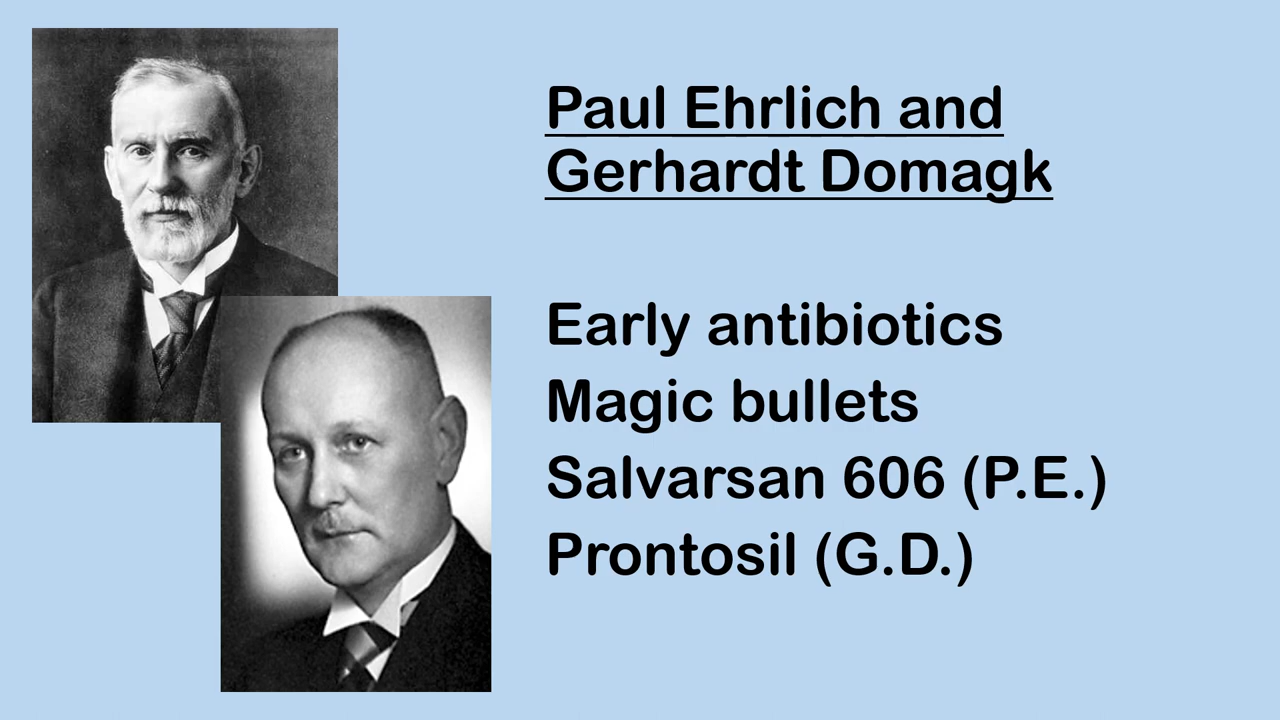 Paul Ehrlich and
Gerhardt Domagk
Early antibiotics
Magic bullets
Salvarsan 606 (P.E.)
Prontosil (G.D.)